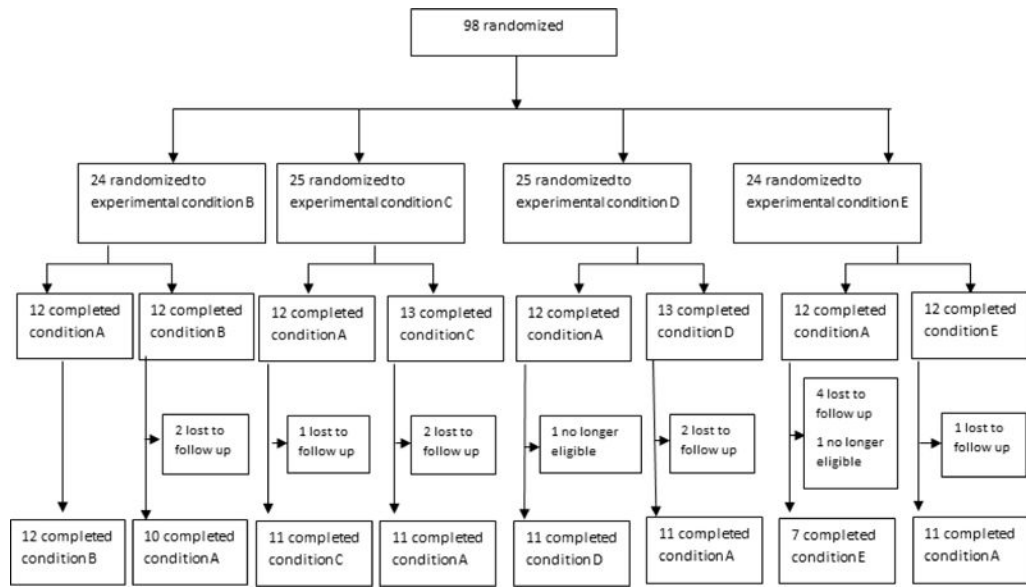 98 randomized
24 randomized to
experimental condition B
25 randomized to
experimental condition C
25 randomized to
experimental condition D
24 randomized to
experimental condition E
12 completed
condition A
12 completed
condition B
12 completed
condition A
13 completed
condition C
12 completed
condition A
13 completed
condition D
12 completed
condition A
12 completed
condition E
2 lost to
follow up
1 lost to
follow up
2 lost to
follow up
1 no longer
eligible
2 lost to
follow up
4 lost to
follow up
1 no longer
eligible
1 lost to
follow up
12 completed
condition B
10 completed
condition A
11 completed
condition C
11 completed
condition A
11 completed
condition D
11 completed
condition A
7 completed
condition E
11 completed
condition A